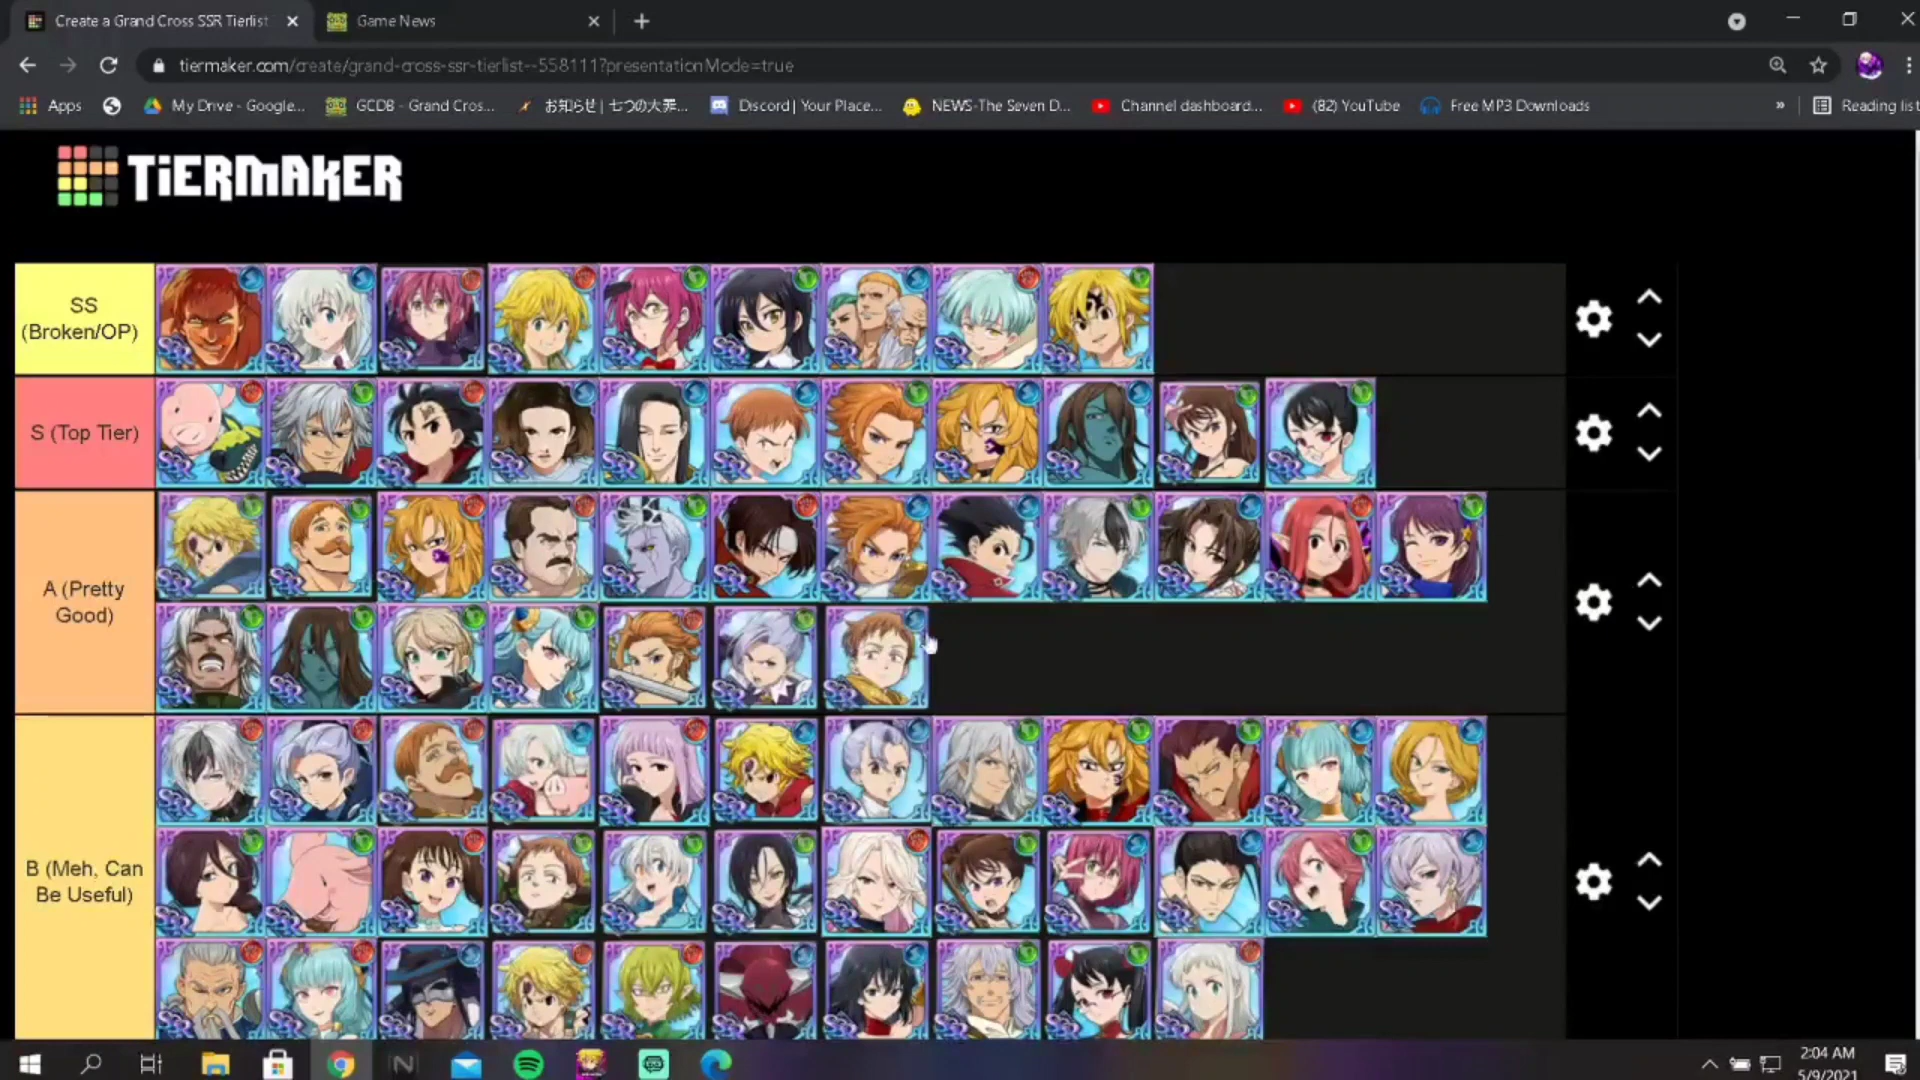 Create a Grand Cross SSR Tierlist
Game News
tiermaker.com/create/grand-cross-ssr-tierlist--558111?presentationMode=true
Apps
My Drive - Google...
GCDB - Grand Cros...
お知らせ | 七つの大罪...
Discord | Your Place...
NEWS-The Seven D...
Channel dashboard...
(82) YouTube
Free MP3 Downloads
»
Reading list
TiERMAKER
SS
(Broken/OP)
S (Top Tier)
A (Pretty
Good)
B (Meh, Can
Be Useful)
2:04 AM
5/9/2021